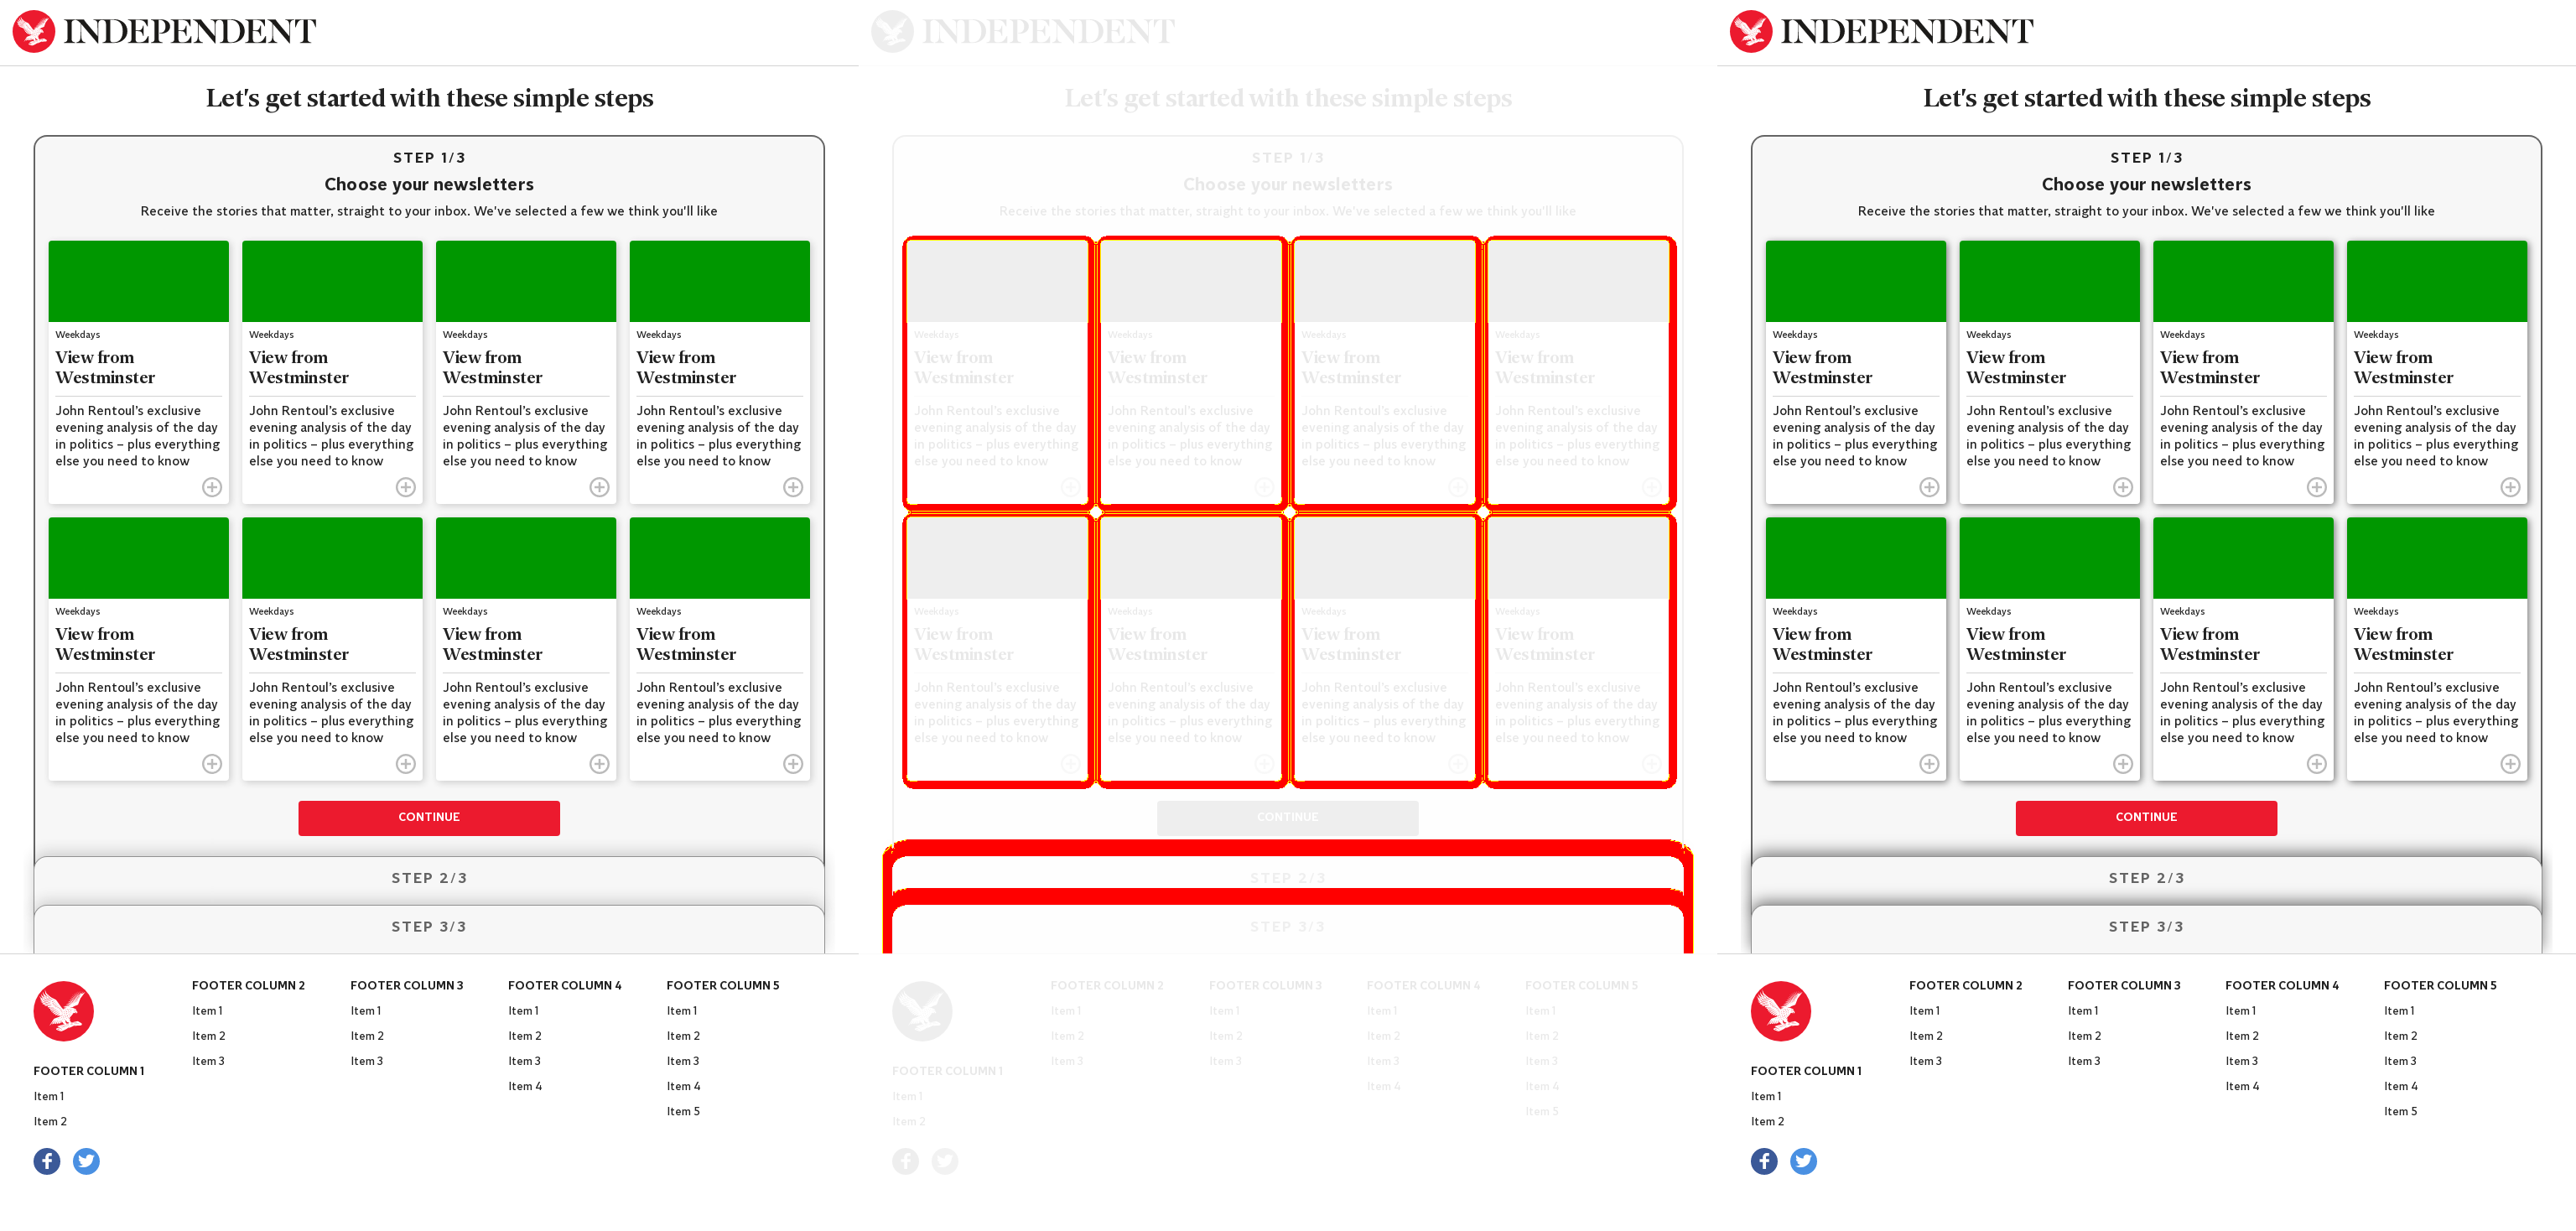 INDEPENDENT
Let's get started with these simple steps
STEP 1/3
Choose your newsletters
Receive the stories that matter, straight to your inbox. We've selected a few we think you'll like
Weekdays
View from
Westminster
John Rentoul's exclusive
evening analysis of the day
in politics – plus everything
else you need to know
Weekdays
View from
Westminster
John Rentoul's exclusive
evening analysis of the day
in politics – plus everything
else you need to know
Weekdays
View from
Westminster
John Rentoul's exclusive
evening analysis of the day
in politics – plus everything
else you need to know
Weekdays
View from
Westminster
John Rentoul's exclusive
evening analysis of the day
in politics – plus everything
else you need to know
Weekdays
View from
Westminster
John Rentoul's exclusive
evening analysis of the day
in politics – plus everything
else you need to know
Weekdays
View from
Westminster
John Rentoul's exclusive
evening analysis of the day
in politics – plus everything
else you need to know
Weekdays
View from
Westminster
John Rentoul's exclusive
evening analysis of the day
in politics – plus everything
else you need to know
Weekdays
View from
Westminster
John Rentoul's exclusive
evening analysis of the day
in politics – plus everything
else you need to know
CONTINUE
STEP 2/3
STEP 3/3
FOOTER COLUMN 1
Item 1
Item 2
FOOTER COLUMN 2
Item 1
Item 2
Item 3
FOOTER COLUMN 3
Item 1
Item 2
Item 3
FOOTER COLUMN 4
Item 1
Item 2
Item 3
Item 4
FOOTER COLUMN 5
Item 1
Item 2
Item 3
Item 4
Item 5
INDEPENDENT
Let's get started with these simple steps
STEP 1/3
Choose your newsletters
Receive the stories that matter, straight to your inbox. We've selected a few we think you'll like
Weekdays
View from
Westminster
John Rentoul's exclusive
evening analysis of the day
in politics – plus everything
else you need to know
Weekdays
View from
Westminster
John Rentoul's exclusive
evening analysis of the day
in politics – plus everything
else you need to know
Weekdays
View from
Westminster
John Rentoul's exclusive
evening analysis of the day
in politics – plus everything
else you need to know
Weekdays
View from
Westminster
John Rentoul's exclusive
evening analysis of the day
in politics – plus everything
else you need to know
Weekdays
View from
Westminster
John Rentoul's exclusive
evening analysis of the day
in politics – plus everything
else you need to know
Weekdays
View from
Westminster
John Rentoul's exclusive
evening analysis of the day
in politics – plus everything
else you need to know
Weekdays
View from
Westminster
John Rentoul's exclusive
evening analysis of the day
in politics – plus everything
else you need to know
Weekdays
View from
Westminster
John Rentoul's exclusive
evening analysis of the day
in politics – plus everything
else you need to know
CONTINUE
STEP 2/3
STEP 3/3
FOOTER COLUMN 1
Item 1
Item 2
FOOTER COLUMN 2
Item 1
Item 2
Item 3
FOOTER COLUMN 3
Item 1
Item 2
Item 3
FOOTER COLUMN 4
Item 1
Item 2
Item 3
Item 4
FOOTER COLUMN 5
Item 1
Item 2
Item 3
Item 4
Item 5
INDEPENDENT
Let's get started with these simple steps
STEP 1/3
Choose your newsletters
Receive the stories that matter, straight to your inbox. We've selected a few we think you'll like
Weekdays
View from
Westminster
John Rentoul's exclusive
evening analysis of the day
in politics – plus everything
else you need to know
Weekdays
View from
Westminster
John Rentoul's exclusive
evening analysis of the day
in politics – plus everything
else you need to know
Weekdays
View from
Westminster
John Rentoul's exclusive
evening analysis of the day
in politics – plus everything
else you need to know
Weekdays
View from
Westminster
John Rentoul's exclusive
evening analysis of the day
in politics – plus everything
else you need to know
Weekdays
View from
Westminster
John Rentoul's exclusive
evening analysis of the day
in politics – plus everything
else you need to know
Weekdays
View from
Westminster
John Rentoul's exclusive
evening analysis of the day
in politics – plus everything
else you need to know
Weekdays
View from
Westminster
John Rentoul's exclusive
evening analysis of the day
in politics – plus everything
else you need to know
Weekdays
View from
Westminster
John Rentoul's exclusive
evening analysis of the day
in politics – plus everything
else you need to know
CONTINUE
STEP 2/3
STEP 3/3
FOOTER COLUMN 1
Item 1
Item 2
FOOTER COLUMN 2
Item 1
Item 2
Item 3
FOOTER COLUMN 3
Item 1
Item 2
Item 3
FOOTER COLUMN 4
Item 1
Item 2
Item 3
Item 4
FOOTER COLUMN 5
Item 1
Item 2
Item 3
Item 4
Item 5